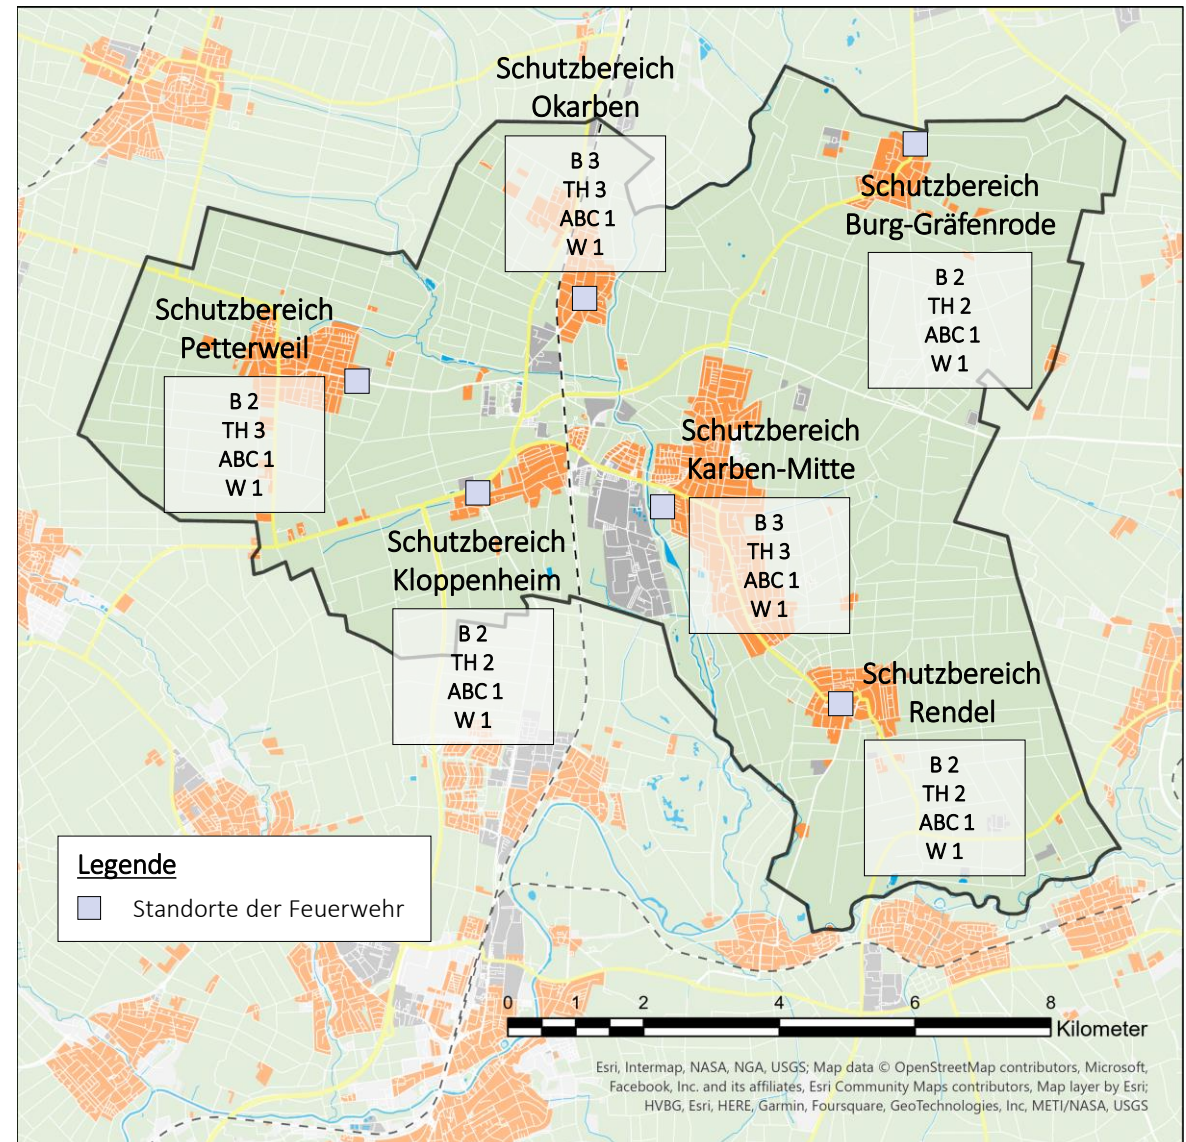 Schutzbereich
Okarben
B 3
TH 3
ABC 1
W 1
Schutzbereich
Burg-Gräfenrode
B 2
TH 2
ABC 1
W 1
Schutzbereich
Petterweil
B 2
TH 3
ABC 1
W 1
Schutzbereich
Karben-Mitte
B 3
TH 3
ABC 1
W 1
Schutzbereich
Kloppenheim
B 2
TH 2
ABC 1
W 1
Schutzbereich
Rendel
B 2
TH 2
ABC 1
W 1
Legende
Standorte der Feuerwehr
0 1 2 4 6 8
Kilometer
Esri, Intermap, NASA, NGA, USGS; Map data © OpenStreetMap contributors, Microsoft,
Facebook, Inc. and its affiliates, Esri Community Maps contributors, Map layer by Esri;
HVBG, Esri, HERE, Garmin, Foursquare, GeoTechnologies, Inc, METI/NASA, USGS